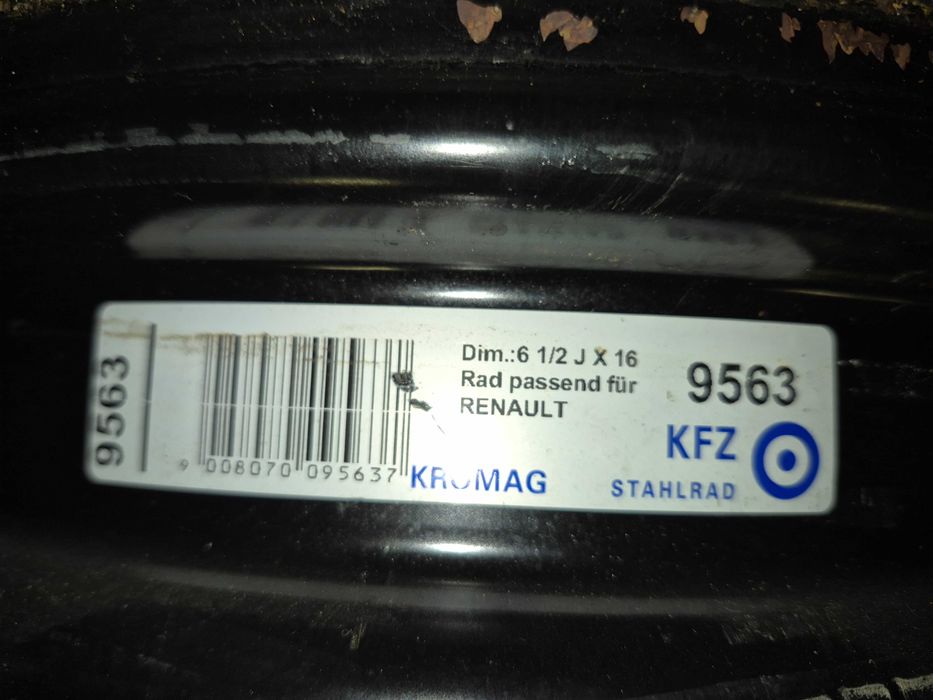 9563
Dim.:6 1/2 J X 16
Rad passend für
RENAULT
9563
KFZ
STAHLRAD
9 008070 095637
KROMAG